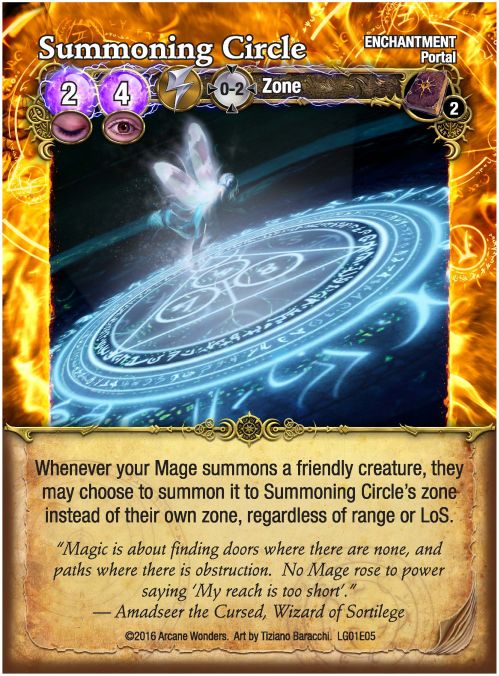 Summoning Circle
ENCHANTMENT
Portal
2 4 0-2 Zone
2
Whenever your Mage summons a friendly creature, they
may choose to summon it to Summoning Circle's zone
instead of their own zone, regardless of range or LoS.
"Magic is about finding doors where there are none, and
paths where there is obstruction. No Mage rose to power
saying 'My reach is too short'."
— Amadseer the Cursed, Wizard of Sortilege
©2016 Arcane Wonders. Art by Tiziano Baracchi. LG01E05